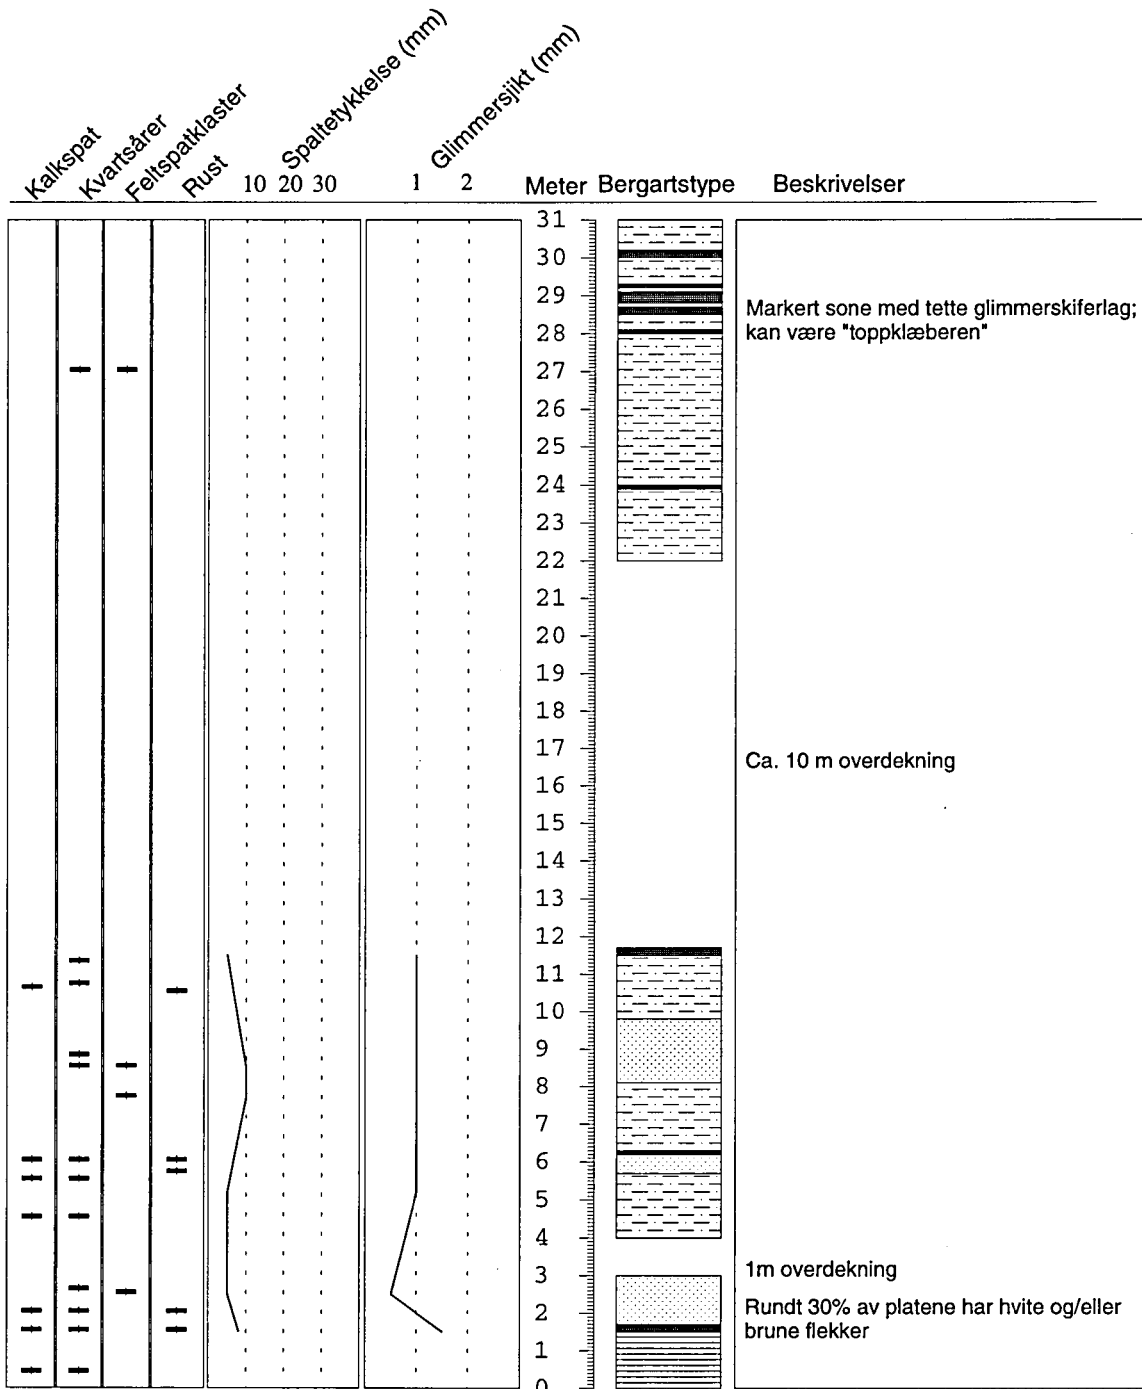 Kalkspat
Kvartsårer
Feltspatklaster
Rust
Spaltetykkelse (mm)
Glimmersjikt (mm)
10 20 30 1 2 Meter Bergartstype Beskrivelser
31
30
29
Markert sone med tette glimmerskiferlag;
28
kan være "toppklæberen"
27
26
25
24
23
22
21
20
19
18
17
Ca. 10 m overdekning
16
15
14
13
12
11
10
9
8
7
6
5
4
3
1m overdekning
2
Rundt 30% av platene har hvite og/eller
brune flekker
1
0